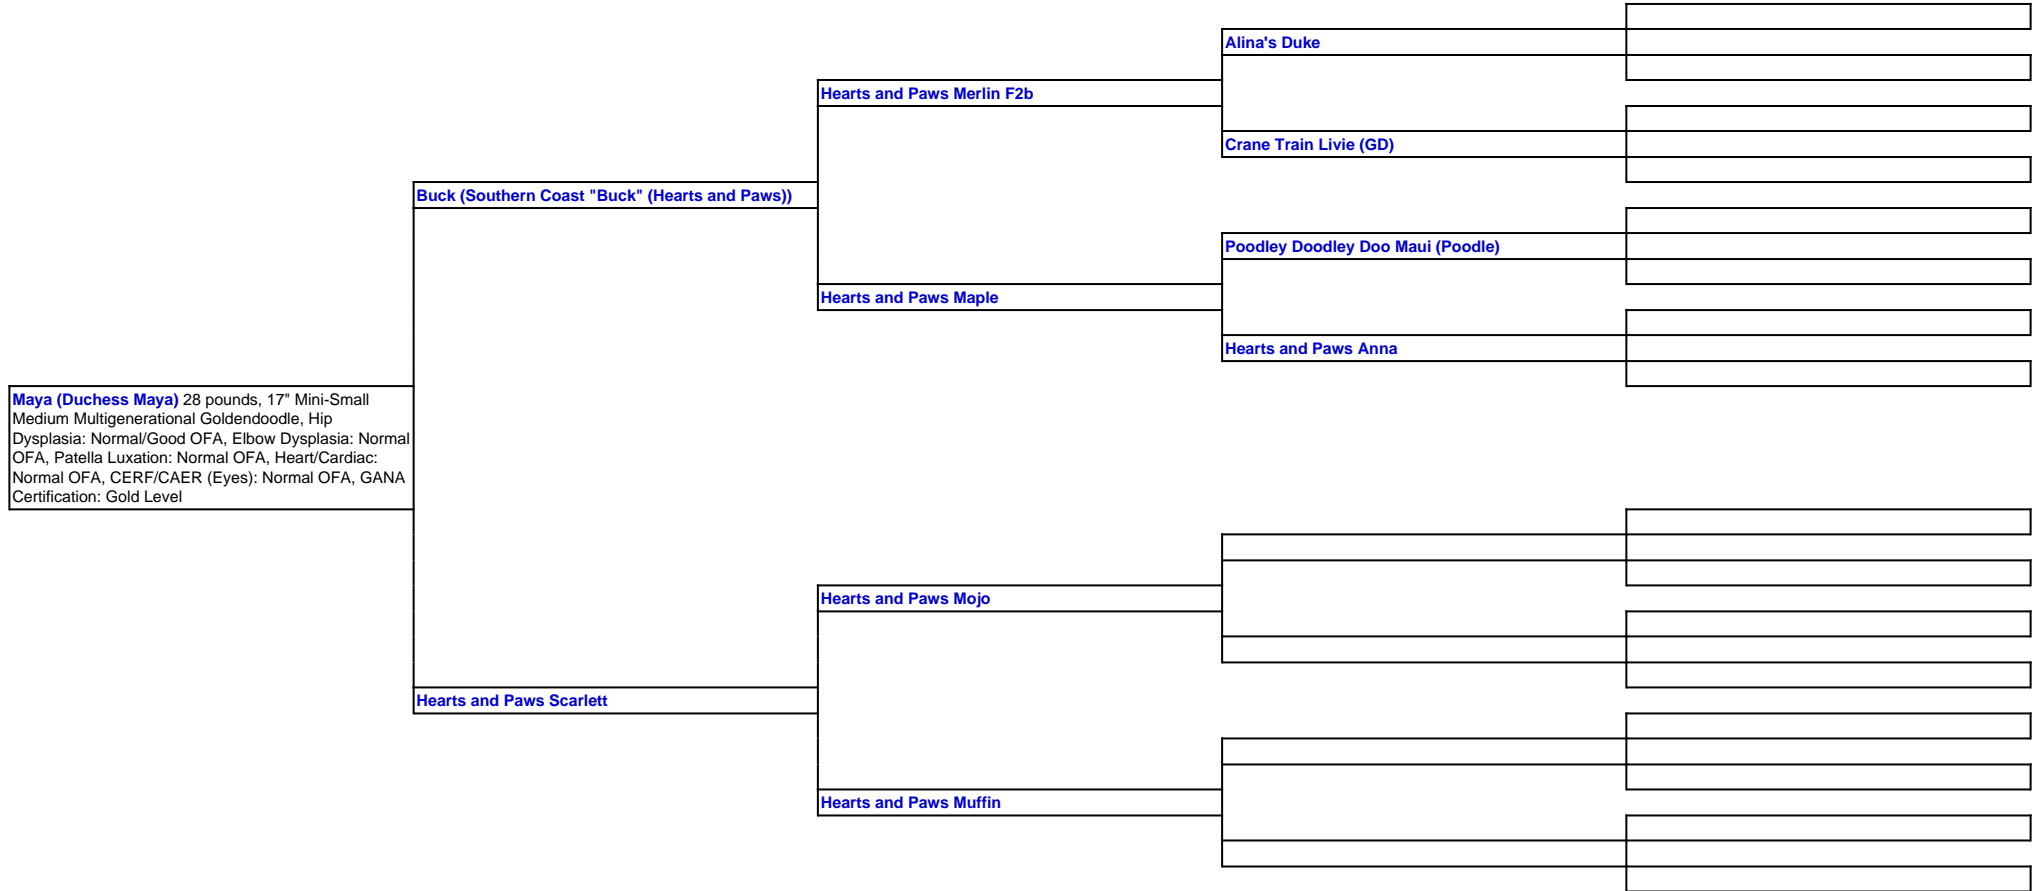 Alina's Duke
Hearts and Paws Merlin F2b
Crane Train Livie (GD)
Buck (Southern Coast "Buck" (Hearts and Paws))
Poodley Doodley Doo Maui (Poodle)
Hearts and Paws Maple
Hearts and Paws Anna
Maya (Duchess Maya) 28 pounds, 17" Mini-Small
Medium Multigenerational Goldendoodle, Hip
Dysplasia: Normal/Good OFA, Elbow Dysplasia: Normal
OFA, Patella Luxation: Normal OFA, Heart/Cardiac:
Normal OFA, CERF/CAER (Eyes): Normal OFA, GANA
Certification: Gold Level
Hearts and Paws Mojo
Hearts and Paws Scarlett
Hearts and Paws Muffin